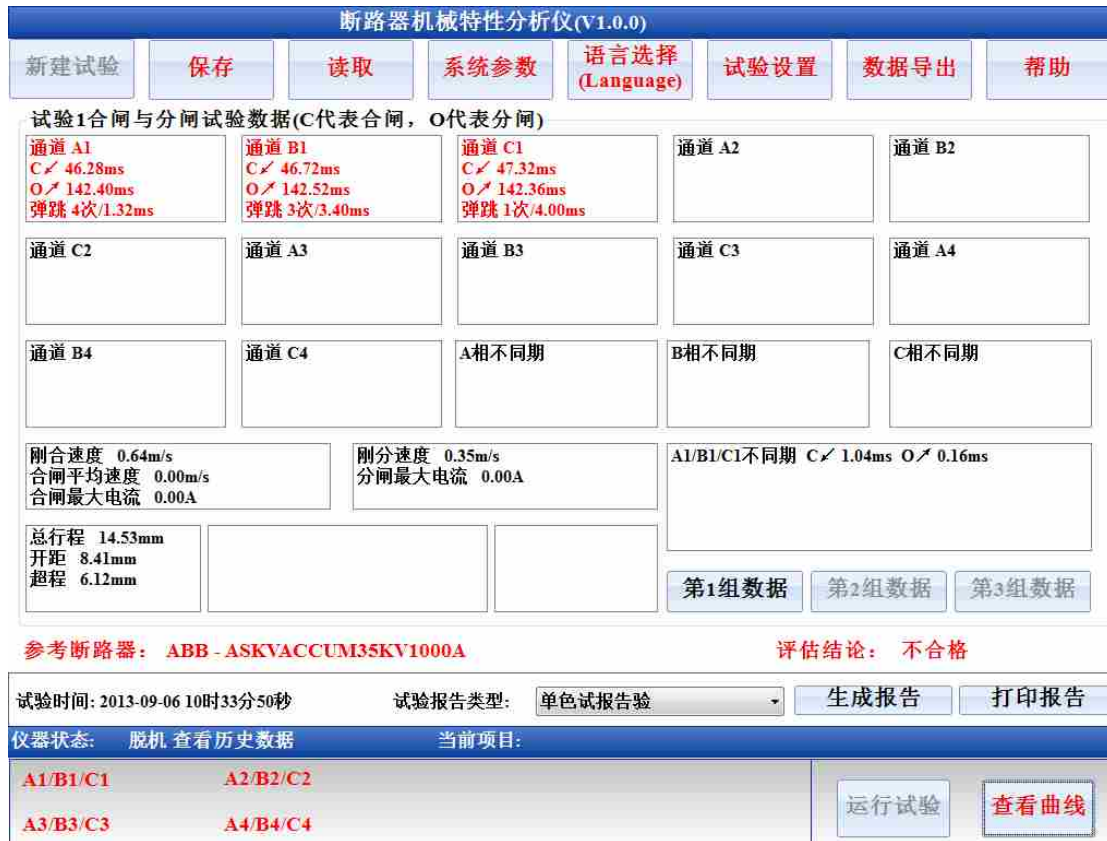 断路器机械特性分析仪(V1.0.0)
新建试验 保存 读取 系统参数 语言选择 试验设置 数据导出 帮助
(Language)
试验1合闸与分闸试验数据(C代表合闸，O代表分闸)
通道 A1 通道 B1 通道 C1 通道 A2 通道 B2
C↙ 46.28ms C↙ 46.72ms C↙ 47.32ms
O↗ 142.40ms O↗ 142.52ms O↗ 142.36ms
弹跳 4次/1.32ms 弹跳 3次/3.40ms 弹跳 1次/4.00ms
通道 C2 通道 A3 通道 B3 通道 C3 通道 A4
通道 B4 通道 C4 A相不同期 B相不同期 C相不同期
刚合速度 0.64m/s 刚分速度 0.35m/s A1/B1/C1不同期 C↙ 1.04ms O↗ 0.16ms
合闸平均速度 0.00m/s 分闸最大电流 0.00A
合闸最大电流 0.00A
总行程 14.53mm
开距 8.41mm
超程 6.12mm
第1组数据 第2组数据 第3组数据
参考断路器： ABB - ASKVACCUM35KV1000A 评估结论： 不合格
试验时间: 2013-09-06 10时33分50秒 试验报告类型: 单色试报告验 生成报告 打印报告
仪器状态: 脱机 查看历史数据 当前项目:
A1/B1/C1 A2/B2/C2
A3/B3/C3 A4/B4/C4
运行试验 查看曲线